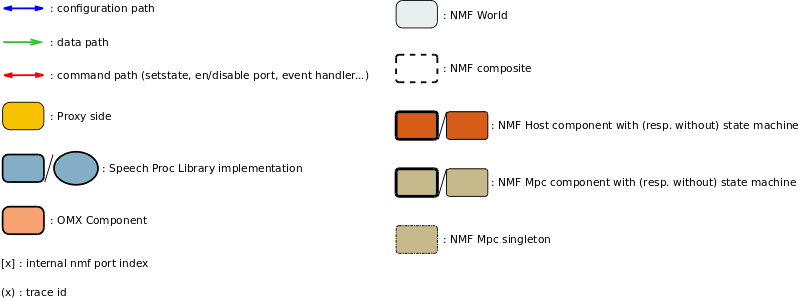 : configuration path
: data path
: command path (setstate, en/disable port, event handler...)
: Proxy side
: Speech Proc Library implementation
: OMX Component
[x] : internal nmf port index
(x) : trace id
: NMF World
: NMF composite
: NMF Host component with (resp. without) state machine
: NMF Mpc component with (resp. without) state machine
: NMF Mpc singleton